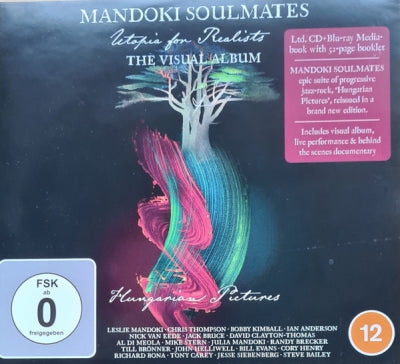 MANDOKI SOULMATES
Utopia for Realists
THE VISUAL ALBUM
Ltd. CD+Blu-ray Media-
book with 52-page booklet
MANDOKI SOULMATES
epic suite of progressive
jazz-rock, 'Hungarian
Pictures', reissued in a
brand new edition.
Includes visual album,
live performance & behind
the scenes documentary
Hungarian Pictures
FSK
ab
0
freigegeben
LESLIE MANDOKI · CHRIS THOMPSON · BOBBY KIMBALL · IAN ANDERSON
NICK VAN EEDE · JACK BRUCE · DAVID CLAYTON-THOMAS
AL DI MEOLA · MIKE STERN · JULIA MANDOKI · RANDY BRECKER
TILL BRÖNNER · JOHN HELLIWELL · BILL EVANS · CORY HENRY
RICHARD BONA · TONY CAREY · JESSE SIEBENBERG · STEVE BAILEY
12